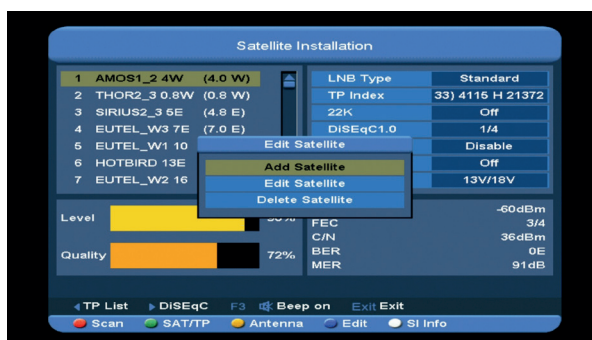 Satellite Installation
1 AMOS1_2 4W (4.0 W)
2 THOR2_3 0.8W (0.8 W)
3 SIRIUS2_3 5E (4.8 E)
4 EUTEL_W3 7E (7.0 E)
5 EUTEL_W1 10
6 HOTBIRD 13E
7 EUTEL_W2 16
LNB Type Standard
TP Index 33) 4115 H 21372
22K Off
DiSEqC1.0 1/4
Disable
Off
13V/18V
Edit Satellite
Add Satellite
Edit Satellite
Delete Satellite
Level
Quality 72%
-60dBm
FEC 3/4
C/N 36dBm
BER 0E
MER 91dB
TP List DiSEqC F3 Beep on Exit Exit
Scan SAT/TP Antenna Edit SI Info